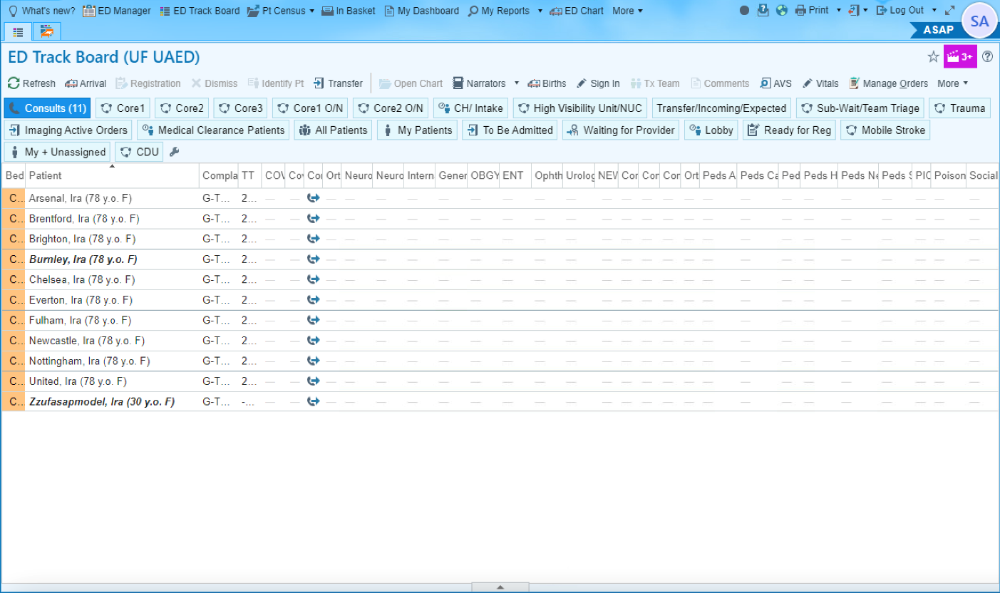 What's new? ED Manager ED Track Board Pt Census In Basket My Dashboard My Reports ED Chart More Print Log Out
SA
ASAP
ED Track Board (UF UAED) 3+ ?
Refresh Arrival Registration Dismiss Identify Pt Transfer Open Chart Narrators Births Sign In Tx Team Comments AVS Vitals Manage Orders More
Consults (11) Core1 Core2 Core3 Core1 O/N Core2 O/N CH/ Intake High Visibility Unit/NUC Transfer/Incoming/Expected Sub-Wait/Team Triage Trauma
Imaging Active Orders Medical Clearance Patients All Patients My Patients To Be Admitted Waiting for Provider Lobby Ready for Reg Mobile Stroke
My + Unassigned CDU
Bed Patient Compla TT COV Cov Cor Ort Neuro Neuro Intern Gener OBGY ENT Ophth Urolog NEW Cor Con Cor Ort Peds A Peds Ca Ped Peds H Peds Ne Peds S PIC Poison Social
C... Arsenal, Ira (78 y.o. F) G-T... 2... — — — — — — — — — — — — — — — — — — — — — — — — — —
C... Brentford, Ira (78 y.o. F) G-T... 2... — — — — — — — — — — — — — — — — — — — — — — — — — —
C... Brighton, Ira (78 y.o. F) G-T... 2... — — — — — — — — — — — — — — — — — — — — — — — — — —
C... Burnley, Ira (78 y.o. F) G-T... 2... — — — — — — — — — — — — — — — — — — — — — — — — — —
C... Chelsea, Ira (78 y.o. F) G-T... 2... — — — — — — — — — — — — — — — — — — — — — — — — — —
C... Everton, Ira (78 y.o. F) G-T... 2... — — — — — — — — — — — — — — — — — — — — — — — — — —
C... Fulham, Ira (78 y.o. F) G-T... 2... — — — — — — — — — — — — — — — — — — — — — — — — — —
C... Newcastle, Ira (78 y.o. F) G-T... 2... — — — — — — — — — — — — — — — — — — — — — — — — — —
C... Nottingham, Ira (78 y.o. F) G-T... 2... — — — — — — — — — — — — — — — — — — — — — — — — — —
C... United, Ira (78 y.o. F) G-T... 2... — — — — — — — — — — — — — — — — — — — — — — — — — —
C... Zzufasapmodel, Ira (30 y.o. F) G-T... -... — — — — — — — — — — — — — — — — — — — — — — — — — —